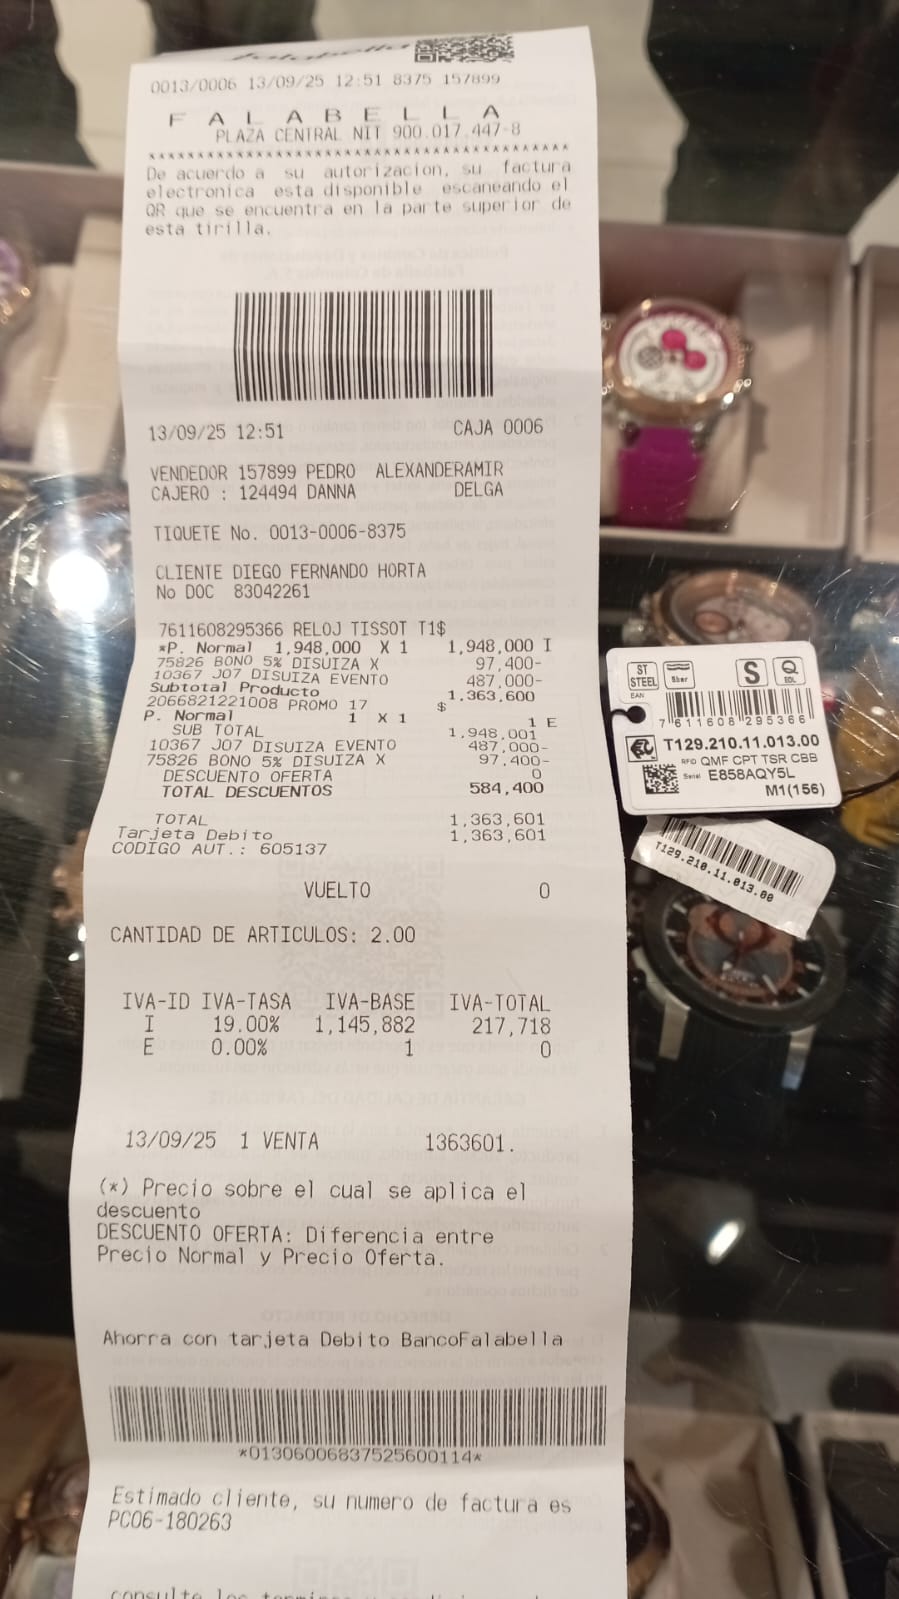 falabella
0013/0006 13/09/25 12:51 8375 157899
F A L A B E L L A
PLAZA CENTRAL NIT 900.017.447-8
De acuerdo a su autorizacion, su factura
electronica esta disponible escaneando el
QR que se encuentra en la parte superior de
esta tirilla.
13/09/25 12:51 CAJA 0006
VENDEDOR 157899 PEDRO ALEXANDERAMIR
CAJERO : 124494 DANNA DELGA
TIQUETE No. 0013-0006-8375
CLIENTE DIEGO FERNANDO HORTA
No DOC 83042261
7611608295366 RELOJ TISSOT T1$
*P. Normal 1,948,000 X 1 1,948,000 I
75826 BONO 5% DISUIZA X 97,400-
10367 J07 DISUIZA EVENTO 487,000-
Subtotal Producto 1.363,600
2066821221008 PROMO 17 $
P. Normal 1 X 1 1 E
SUB TOTAL 1,948,001
10367 J07 DISUIZA EVENTO 487,000-
75826 BONO 5% DISUIZA X 97,400-
DESCUENTO OFERTA 0
TOTAL DESCUENTOS 584,400
TOTAL 1,363,601
Tarjeta Debito 1,363,601
CODIGO AUT.: 605137
VUELTO 0
CANTIDAD DE ARTICULOS: 2.00
IVA-ID IVA-TASA IVA-BASE IVA-TOTAL
I 19.00% 1,145,882 217,718
E 0.00% 1 0
13/09/25 1 VENTA 1363601.
(*) Precio sobre el cual se aplica el
descuento
DESCUENTO OFERTA: Diferencia entre
Precio Normal y Precio Oferta.
Ahorra con tarjeta Debito BancoFalabella
*01306006837525600114*
Estimado cliente, su numero de factura es
PC06-180263
ST
STEEL
5bar
S
Q
EOL
EAN
7 611608 295366
T129.210.11.013.00
RFD QMF CPT TSR CBB
Serial E858AQY5L
M1(156)
T129.210.11.013.00